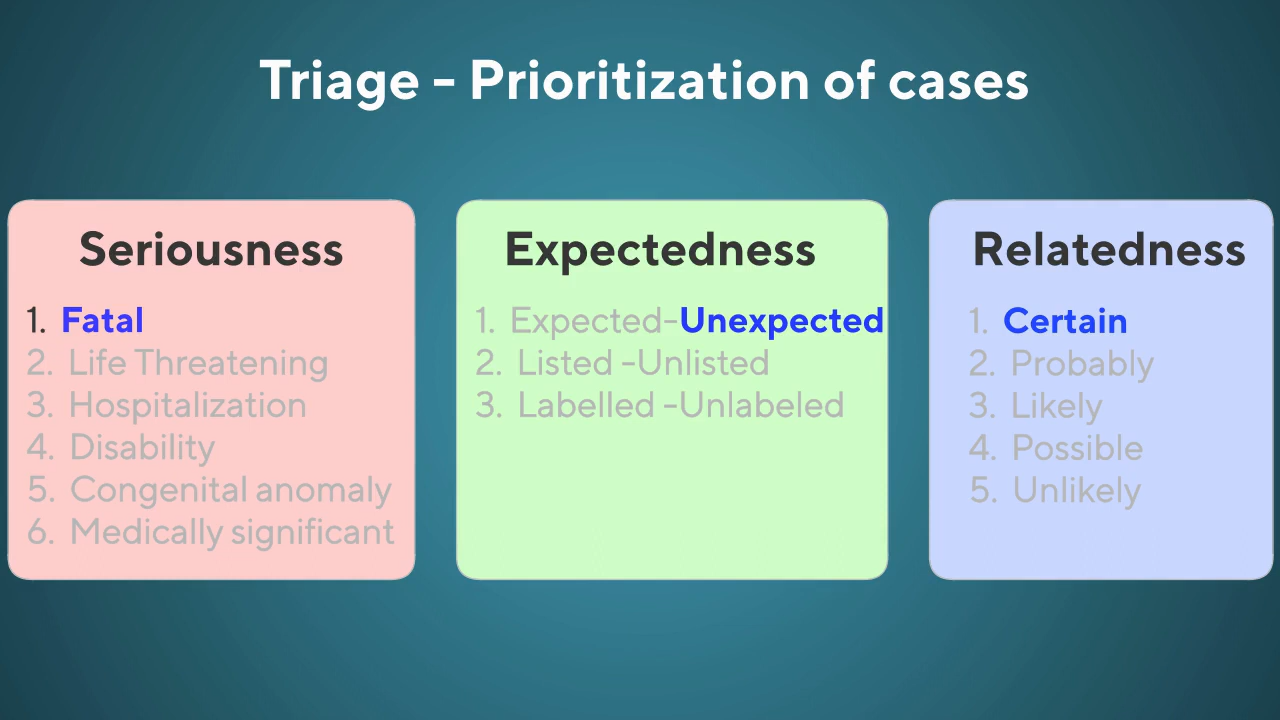 Triage - Prioritization of cases
Seriousness
1. Fatal
2. Life Threatening
3. Hospitalization
4. Disability
5. Congenital anomaly
6. Medically significant
Expectedness
1. Expected-Unexpected
2. Listed -Unlisted
3. Labelled -Unlabeled
Relatedness
1. Certain
2. Probably
3. Likely
4. Possible
5. Unlikely